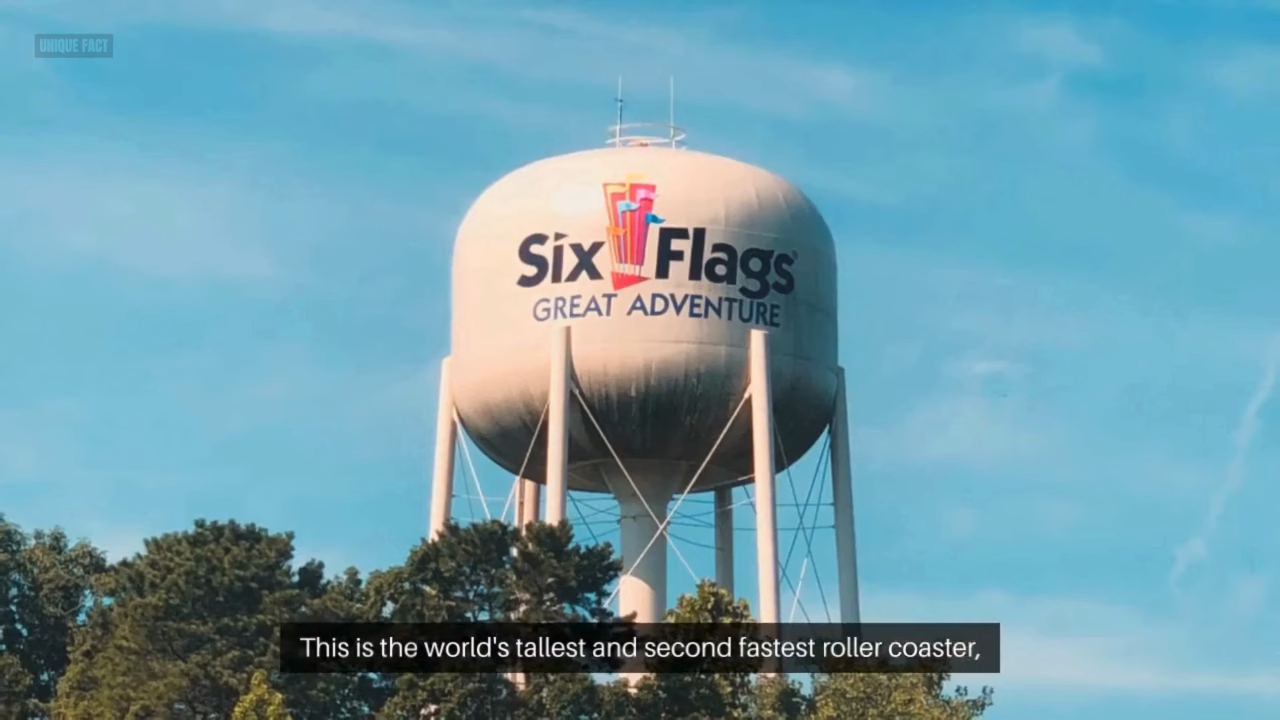 UNIQUE FACT
Six Flags
GREAT ADVENTURE
This is the world's tallest and second fastest roller coaster,